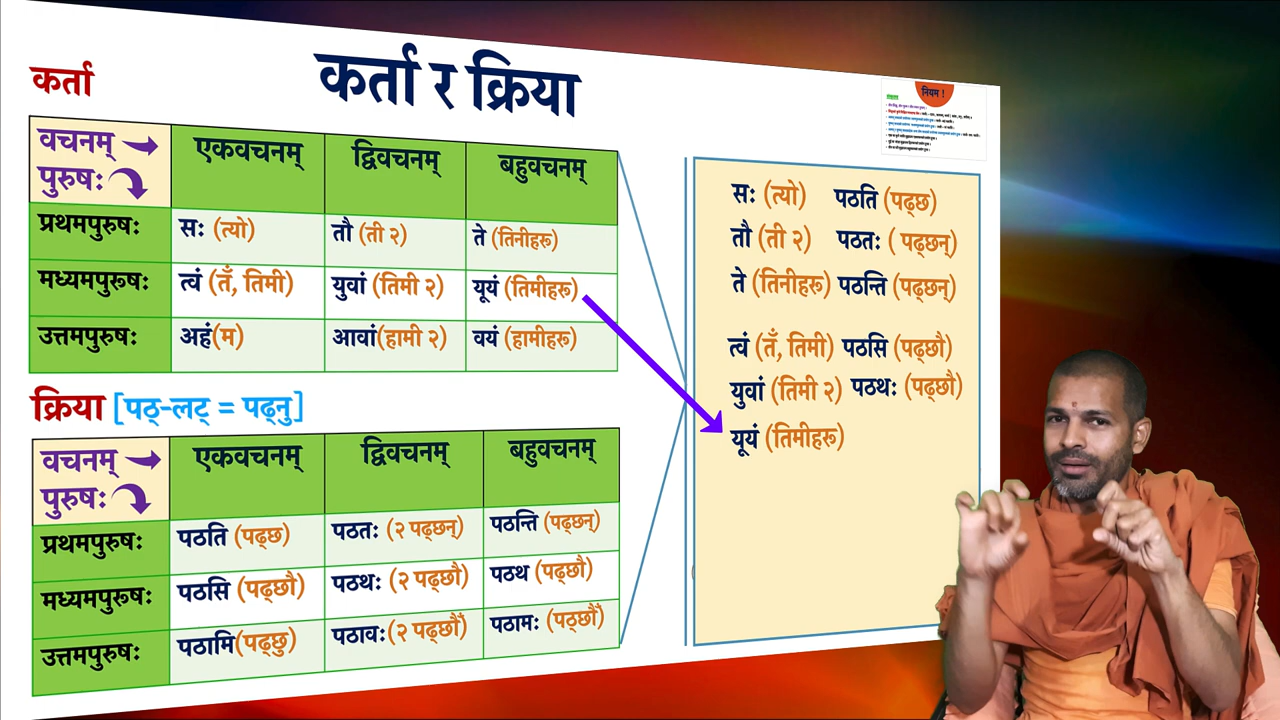 कर्ता र क्रिया
कर्ता
वचनम् एकवचनम् द्विवचनम् बहुवचनम्
पुरुषः
प्रथमपुरुषः सः (त्यो) तौ (ती २) ते (तिनीहरू)
मध्यमपुरूषः त्वं (तँ, तिमी) युवां (तिमी २) यूयं (तिमीहरू)
उत्तमपुरुषः अहं(म) आवां(हामी २) वयं (हामीहरू)
क्रिया [पठ्-लट् = पढ्नु]
वचनम् एकवचनम् द्विवचनम् बहुवचनम्
पुरुषः
प्रथमपुरुषः पठति (पढ्छ) पठतः (२ पढ्छन्) पठन्ति (पढ्छन्)
मध्यमपुरूषः पठसि (पढ्छौ) पठथः (२ पढ्छौ) पठथ (पढ्छौ)
उत्तमपुरुषः पठामि(पढ्छु) पठावः(२ पढ्छौँ) पठामः (पठ्छौँ)
नियम !
सः (त्यो) पठति (पढ्छ)
तौ (ती २) पठतः ( पढ्छन्)
ते (तिनीहरू) पठन्ति (पढ्छन्)
त्वं (तँ, तिमी) पठसि (पढ्छौ)
युवां (तिमी २) पठथः (पढ्छौ)
यूयं (तिमीहरू)